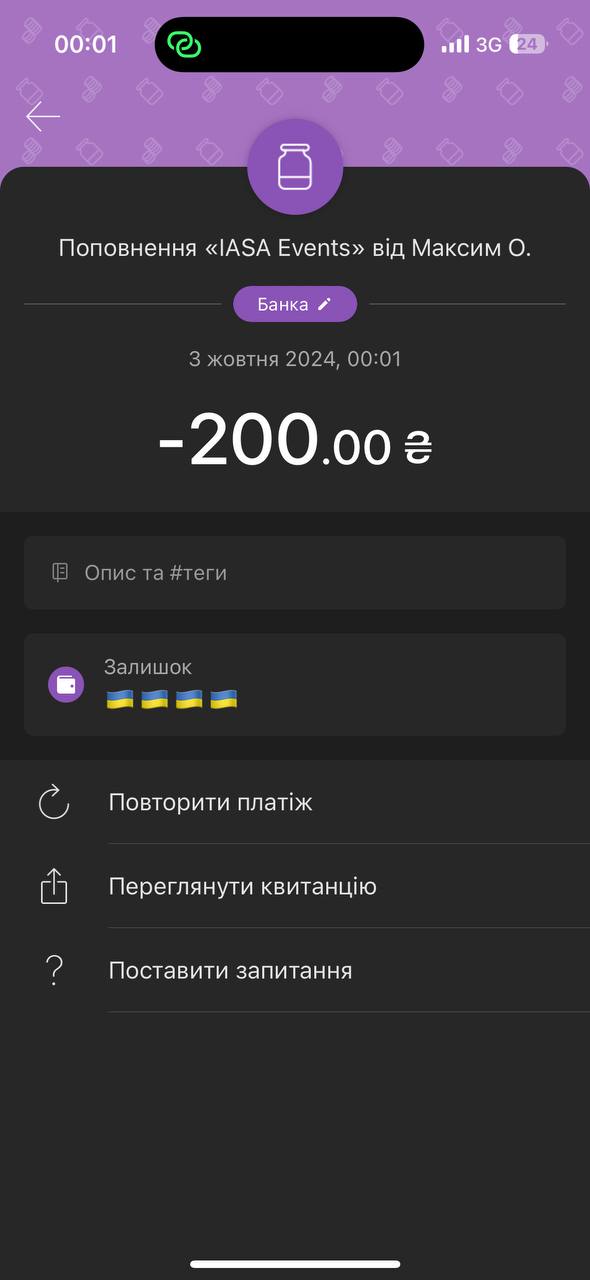 00:01
3G 24
Поповнення «IASA Events» від Максим О.
Банка
3 жовтня 2024, 00:01
-200.00 ₴
Опис та #теги
Залишок
🇺🇦 🇺🇦 🇺🇦 🇺🇦
Повторити платіж
Переглянути квитанцію
Поставити запитання